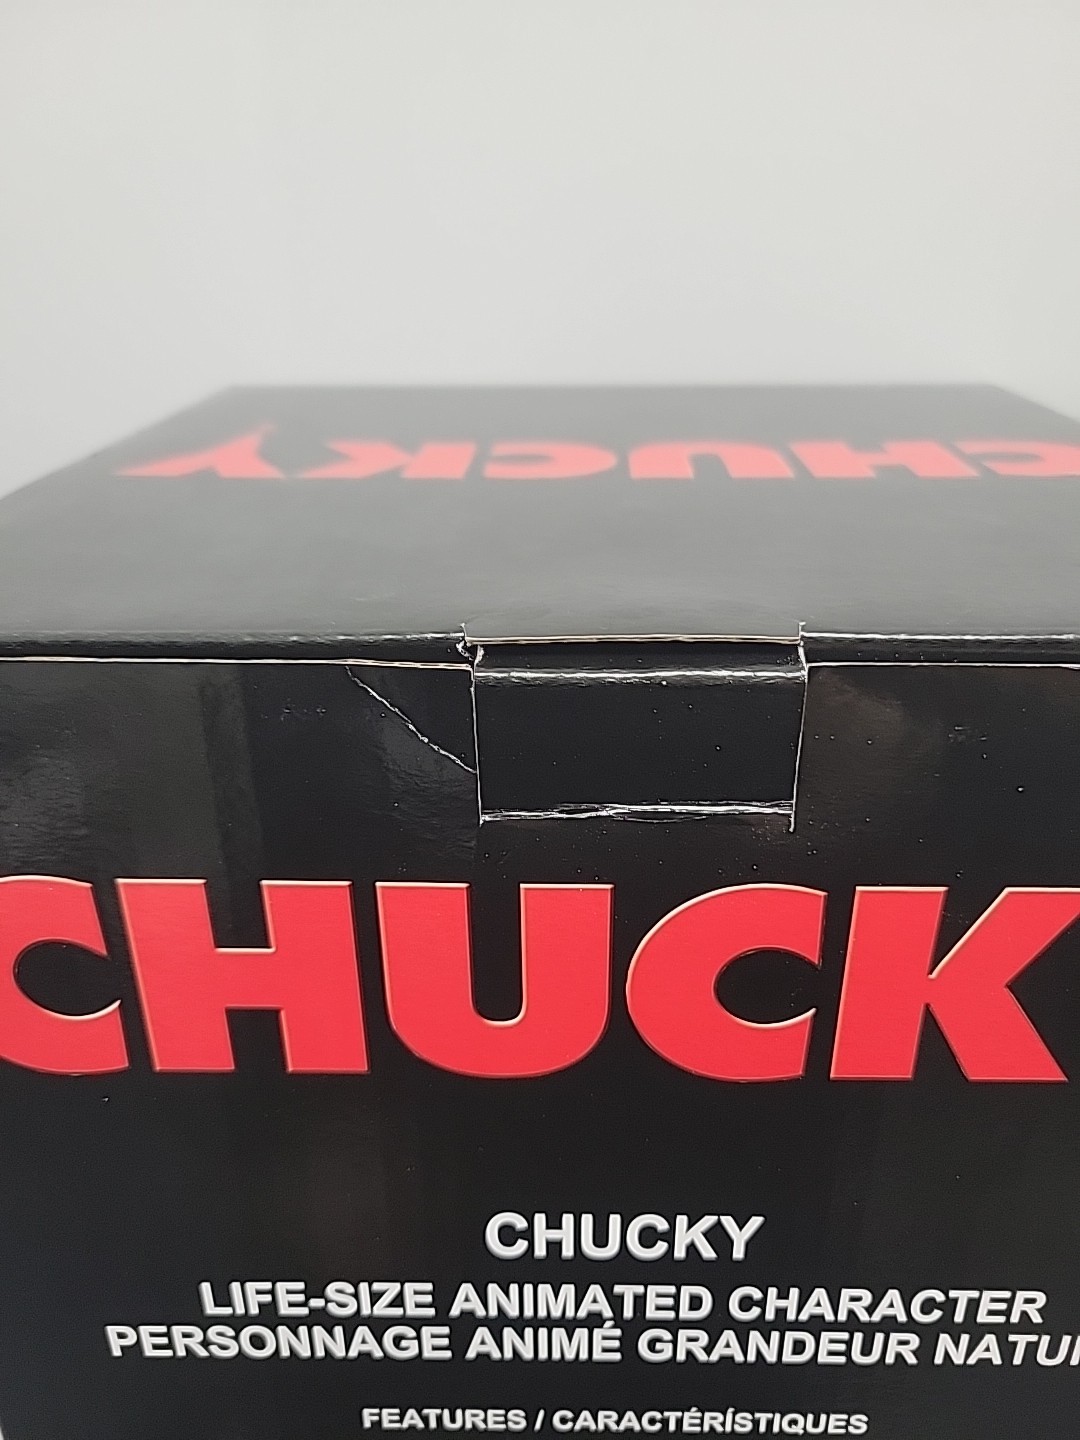 CHUCKY
CHUCK
CHUCKY
LIFE-SIZE ANIMATED CHARACTER
PERSONNAGE ANIMÉ GRANDEUR NATU
FEATURES / CARACTÉRÍSTIQUES